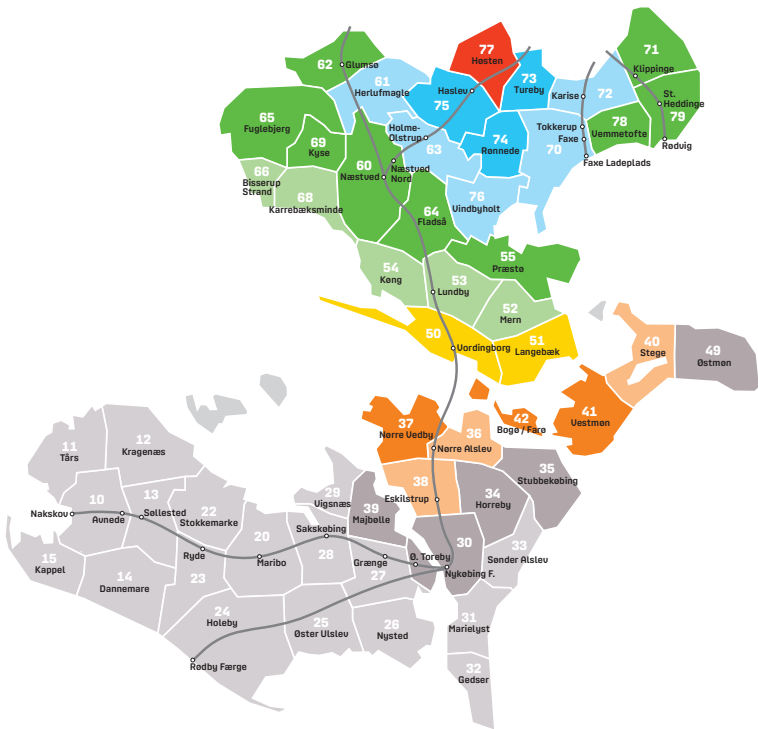 77
Hesten
71
Klippinge
62
Glumsø
61
Herlufmagle
Haslev
75
73
Tureby
Karise
72
St.
Heddinge
79
Rødvig
65
Fuglebjerg
69
Kyse
60
Næstved
Holme-
Olstrup
63
Næstved
Nord
74
Rønnede
Tokkerup
Faxe
70
Faxe Ladeplads
78
Vemmetofte
66
Bisserup
Strand
68
Karrebæksminde
64
Fladså
76
Vindbyholt
55
Præstø
54
Køng
53
Lundby
52
Mern
50
Vordingborg
51
Langebæk
40
Stege
49
Østmøn
41
Vestmøn
42
Bogø / Farø
37
Nørre Vedby
36
Nørre Alslev
35
Stubbekøbing
38
Eskilstrup
34
Horreby
39
Majbølle
29
Vigsnæs
11
Tårs
12
Kragenæs
10
Nakskov
Avnede
13
Søllested
22
Stokkemarke
20
Maribo
Sakskøbing
28
Grænge
27
Ø. Toreby
30
Nykøbing F.
33
Sønder Alslev
15
Kappel
14
Dannemare
Ryde
23
24
Holeby
25
Øster Ulslev
26
Nysted
31
Marielyst
32
Gedser
Rødby Færge